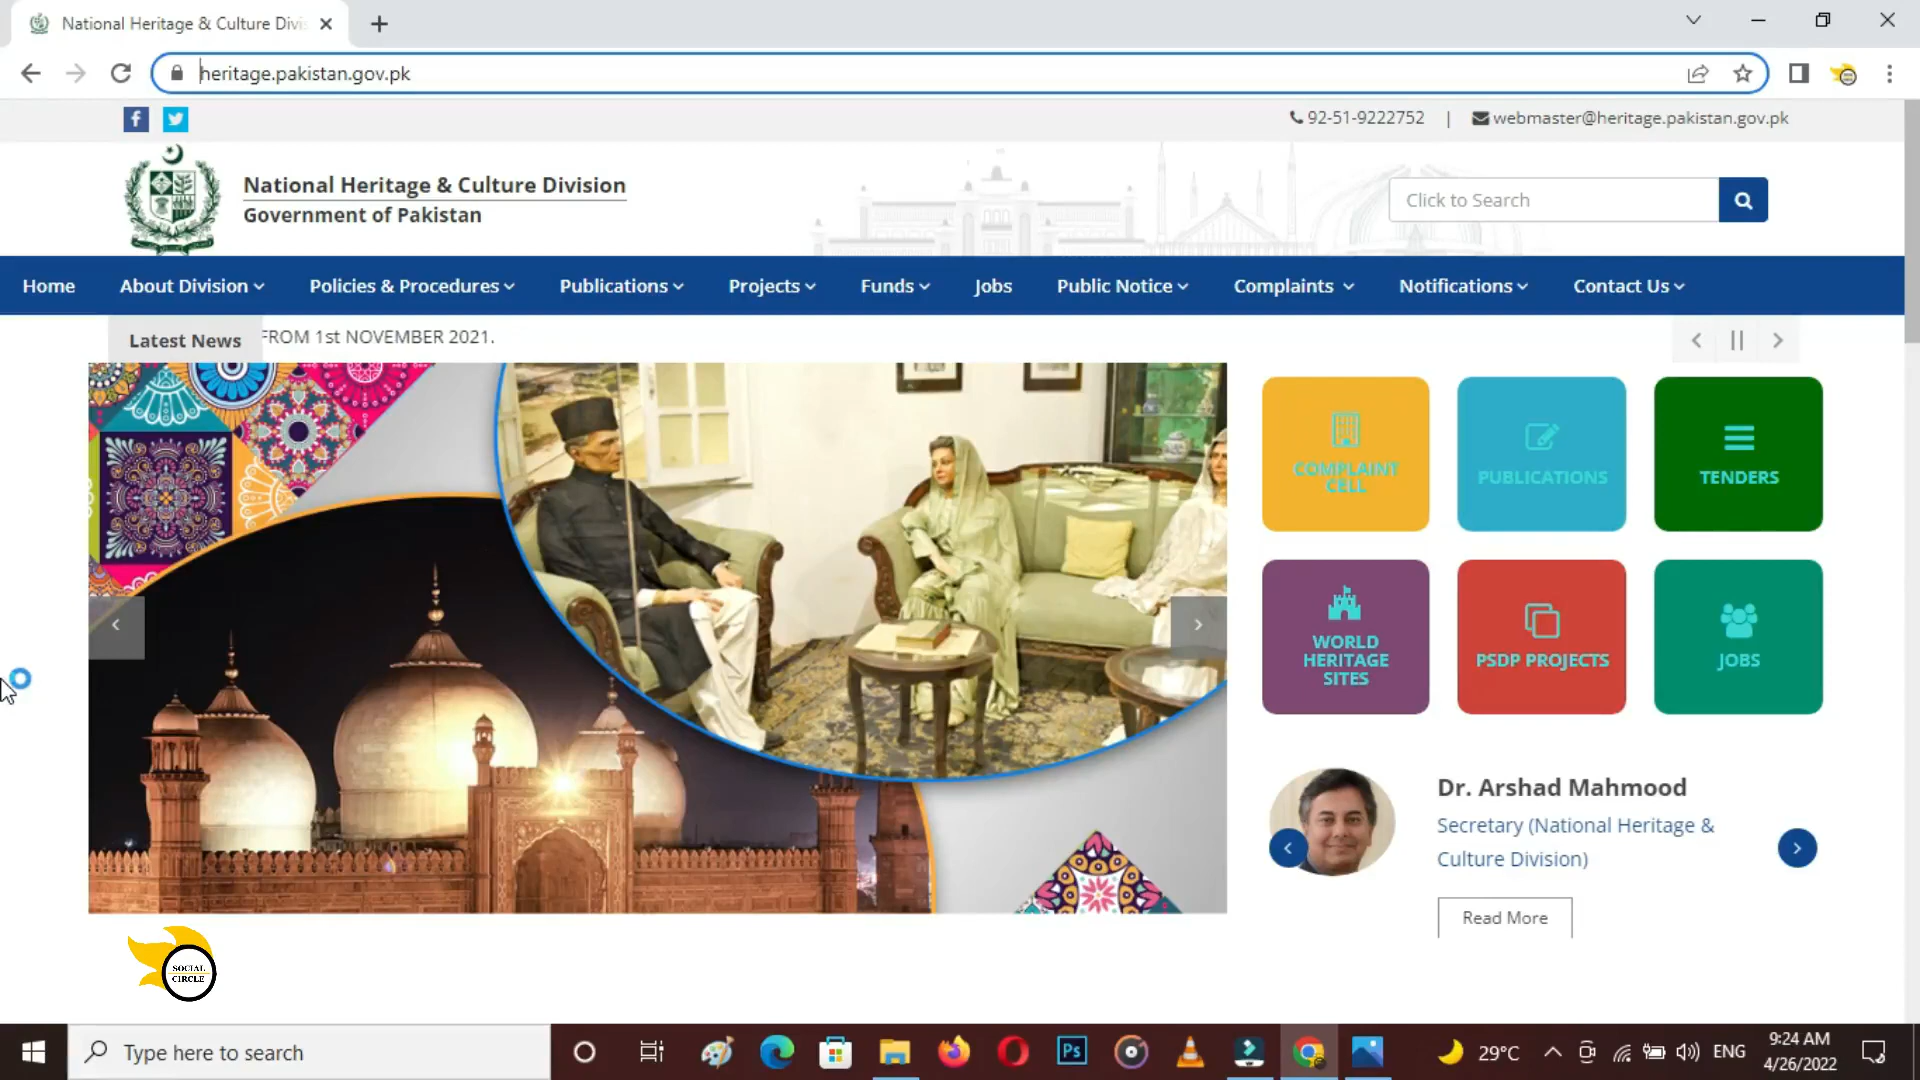 National Heritage & Culture Divi
heritage.pakistan.gov.pk
92-51-9222752 | webmaster@heritage.pakistan.gov.pk
National Heritage & Culture Division
Government of Pakistan
Click to Search
Home About Division Policies & Procedures Publications Projects Funds Jobs Public Notice Complaints Notifications Contact Us
Latest News FROM 1st NOVEMBER 2021.
COMPLAINT
CELL
PUBLICATIONS
TENDERS
WORLD
HERITAGE
SITES
PSDP PROJECTS
JOBS
Dr. Arshad Mahmood
Secretary (National Heritage &
Culture Division)
Read More
SOCIAL
CIRCLE
Type here to search
Ps
29°C
ENG
9:24 AM
4/26/2022